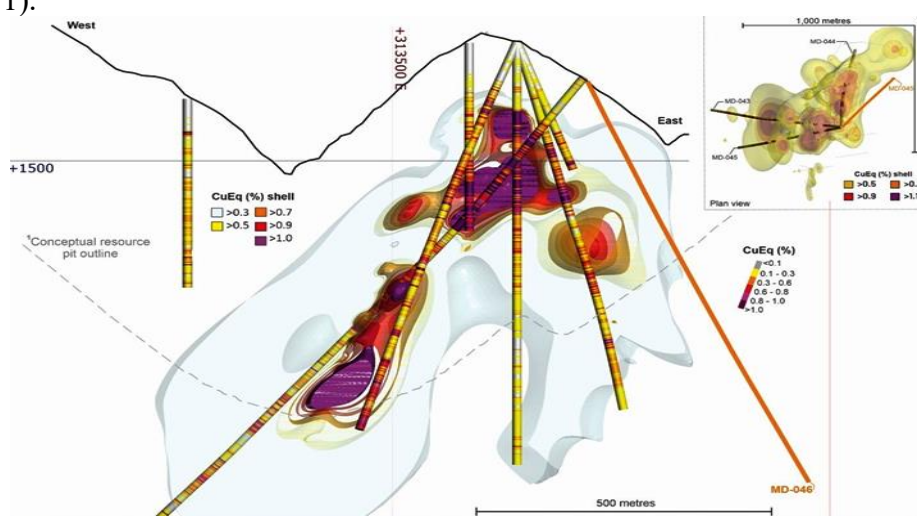 1).
West
+313500 E
1,000 metres
MD-044
MD-043
MD-045
East
+1500
CuEq (%) shell
>0.3 >0.7
>0.5 >0.9
>1.0
CuEq (%) shell
>0.5 >0.
>0.9 >1.
Plan view
Conceptual resource
pit outline
CuEq (%)
<0.1
0.1 - 0.3
0.3 - 0.6
0.6 - 0.8
0.8 - 1.0
>1.0
MD-046
500 metres